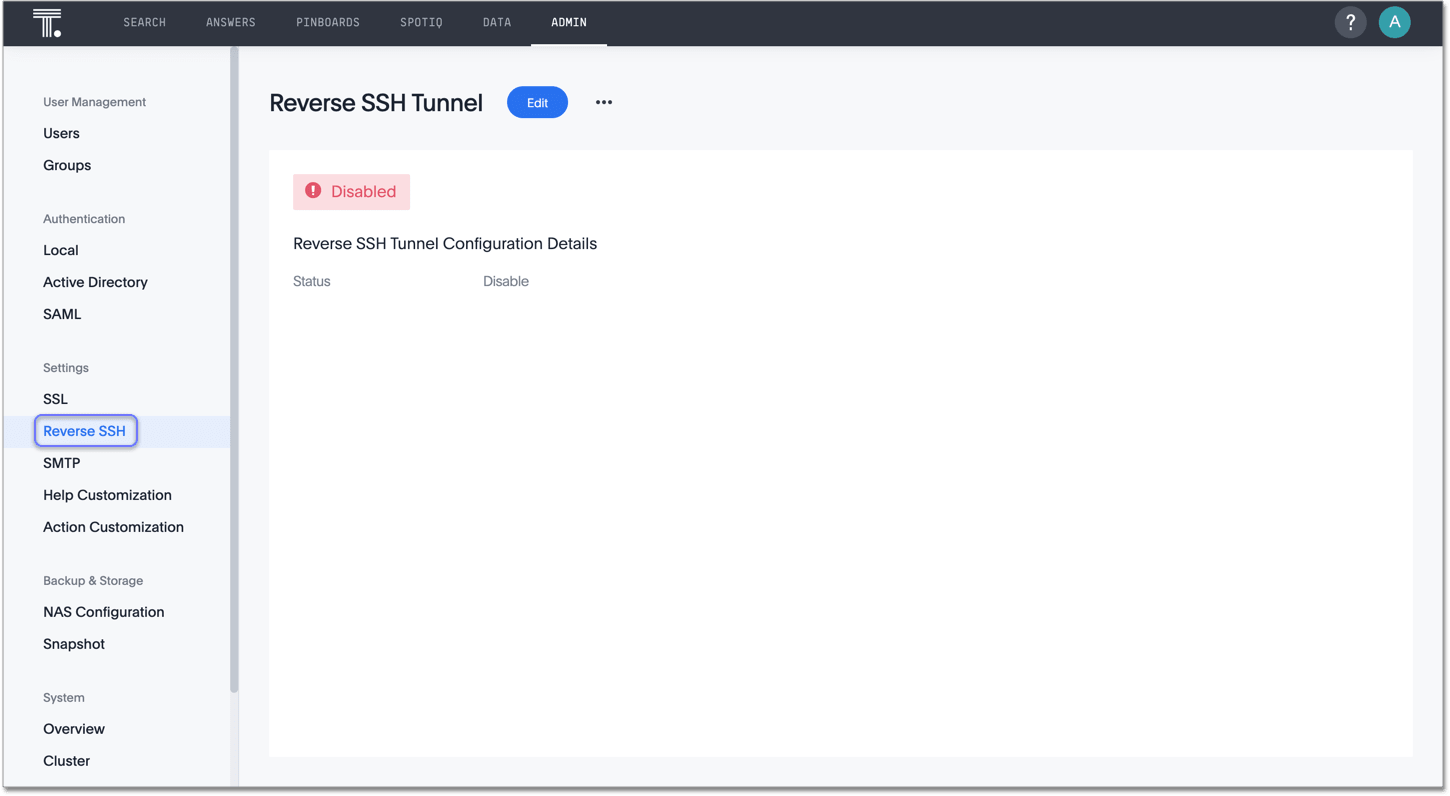 T.
SEARCH ANSWERS PINBOARDS SPOTIQ DATA ADMIN ? A
User Management
Users
Groups
Authentication
Local
Active Directory
SAML
Settings
SSL
Reverse SSH
SMTP
Help Customization
Action Customization
Backup & Storage
NAS Configuration
Snapshot
System
Overview
Cluster
Reverse SSH Tunnel Edit
Disabled
Reverse SSH Tunnel Configuration Details
Status Disable